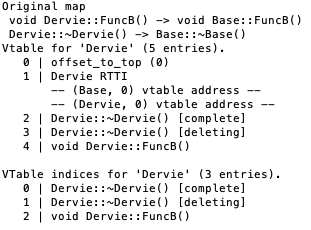 Original map
void Dervie::FuncB() -> void Base::FuncB()
Dervie::~Dervie() -> Base::~Base()
Vtable for 'Dervie' (5 entries).
0 | offset_to_top (0)
1 | Dervie RTTI
-- (Base, 0) vtable address --
-- (Dervie, 0) vtable address --
2 | Dervie::~Dervie() [complete]
3 | Dervie::~Dervie() [deleting]
4 | void Dervie::FuncB()
VTable indices for 'Dervie' (3 entries).
0 | Dervie::~Dervie() [complete]
1 | Dervie::~Dervie() [deleting]
2 | void Dervie::FuncB()